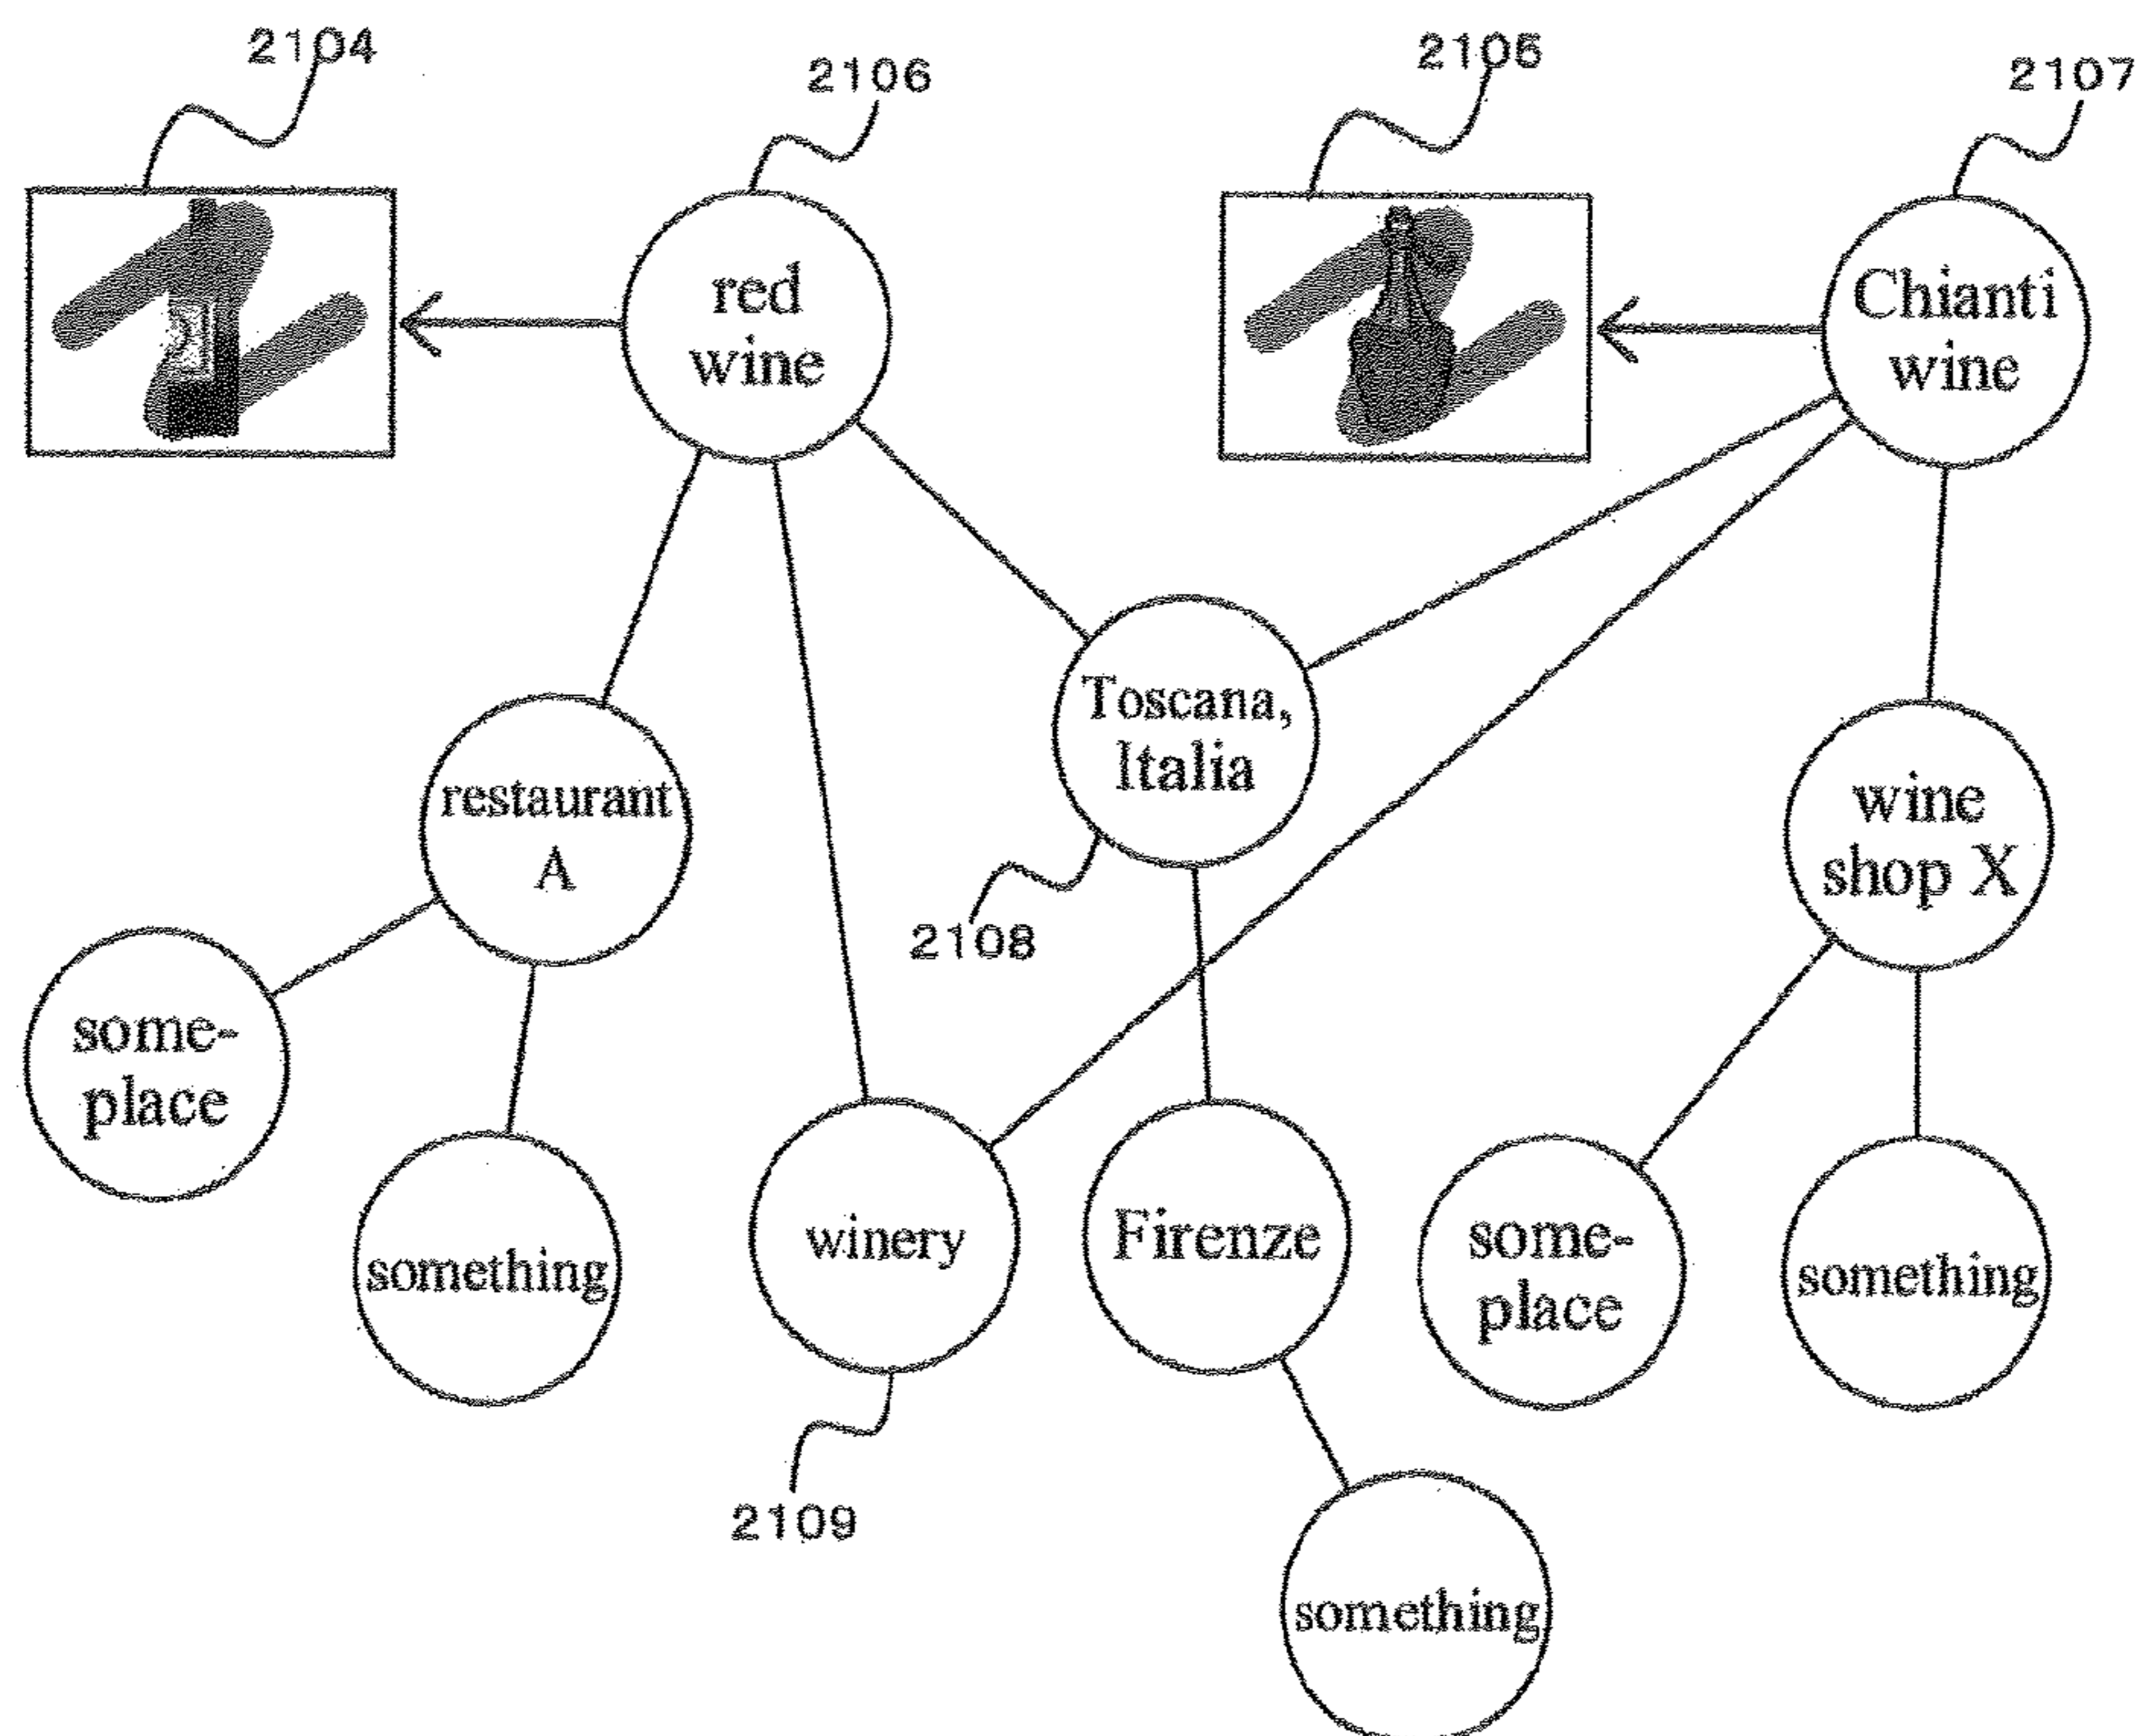 2104
2106
2105
2107
red
wine
Chianti
wine
Toscana,
Italia
restaurant
A
wine
shop X
2108
some-
place
something
winery
Firenze
some-
place
something
2109
something